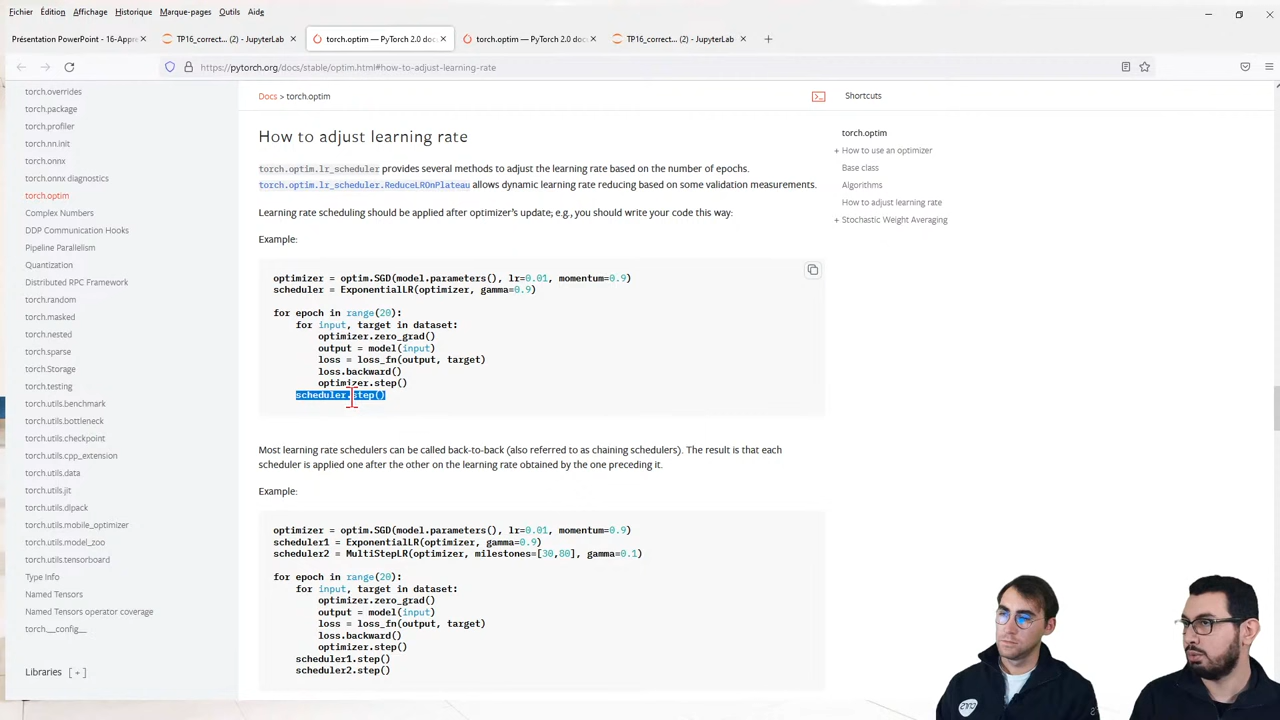 Fichier Édition Affichage Historique Marque-pages Outils Aide
Présentation PowerPoint - 16-Appre × TP16_correct… (2) - JupyterLab × torch.optim — PyTorch 2.0 doc × torch.optim — PyTorch 2.0 doc × TP16_correct… (2) - JupyterLab × +
https://pytorch.org/docs/stable/optim.html#how-to-adjust-learning-rate
torch.overrides
torch.package
torch.profiler
torch.nn.init
torch.onnx
torch.onnx diagnostics
torch.optim
Complex Numbers
DDP Communication Hooks
Pipeline Parallelism
Quantization
Distributed RPC Framework
torch.random
torch.masked
torch.nested
torch.sparse
torch.Storage
torch.testing
torch.utils.benchmark
torch.utils.bottleneck
torch.utils.checkpoint
torch.utils.cpp_extension
torch.utils.data
torch.utils.jit
torch.utils.dlpack
torch.utils.mobile_optimizer
torch.utils.model_zoo
torch.utils.tensorboard
Type Info
Named Tensors
Named Tensors operator coverage
torch.__config__
Libraries [ + ]
Docs > torch.optim
How to adjust learning rate
torch.optim.lr_scheduler provides several methods to adjust the learning rate based on the number of epochs.
torch.optim.lr_scheduler.ReduceLROnPlateau allows dynamic learning rate reducing based on some validation measurements.
Learning rate scheduling should be applied after optimizer's update; e.g., you should write your code this way:
Example:
optimizer = optim.SGD(model.parameters(), lr=0.01, momentum=0.9)
scheduler = ExponentialLR(optimizer, gamma=0.9)
for epoch in range(20):
for input, target in dataset:
optimizer.zero_grad()
output = model(input)
loss = loss_fn(output, target)
loss.backward()
optimizer.step()
scheduler.step()
Most learning rate schedulers can be called back-to-back (also referred to as chaining schedulers). The result is that each
scheduler is applied one after the other on the learning rate obtained by the one preceding it.
Example:
optimizer = optim.SGD(model.parameters(), lr=0.01, momentum=0.9)
scheduler1 = ExponentialLR(optimizer, gamma=0.9)
scheduler2 = MultiStepLR(optimizer, milestones=[30,80], gamma=0.1)
for epoch in range(20):
for input, target in dataset:
optimizer.zero_grad()
output = model(input)
loss = loss_fn(output, target)
loss.backward()
optimizer.step()
scheduler1.step()
scheduler2.step()
Shortcuts
torch.optim
+ How to use an optimizer
Base class
Algorithms
How to adjust learning rate
+ Stochastic Weight Averaging